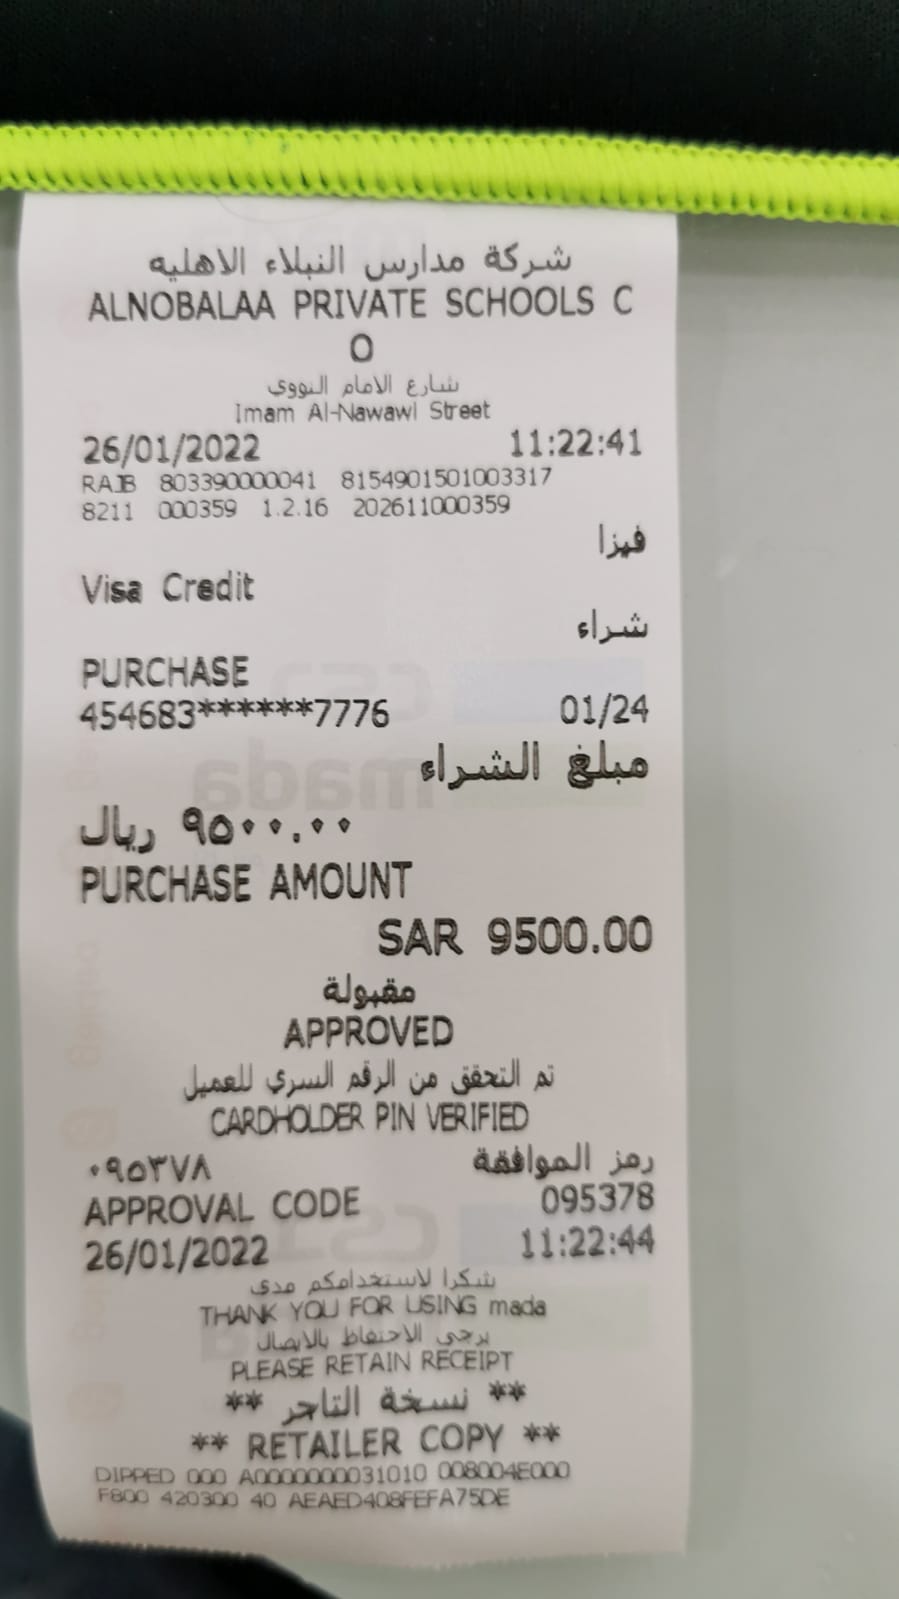 شركة مدارس النبلاء الاهليه
ALNOBALAA PRIVATE SCHOOLS C
O
شارع الامام النووي
Imam Al-Nawawi Street
26/01/2022 11:22:41
RAJB 803390000041 8154901501003317
8211 000359 1.2.16 202611000359
فيزا
Visa Credit
شراء
PURCHASE
454683******7776 01/24
مبلغ الشراء
٩٥٠٠.٠٠ ريال
PURCHASE AMOUNT
SAR 9500.00
مقبولة
APPROVED
تم التحقق من الرقم السري للعميل
CARDHOLDER PIN VERIFIED
رمز الموافقة ٠٩٥٣٧٨
APPROVAL CODE 095378
26/01/2022 11:22:44
شكرا لاستخدامكم مدى
THANK YOU FOR USING mada
يرجى الاحتفاظ بالايصال
PLEASE RETAIN RECEIPT
** نسخة التاجر **
** RETAILER COPY **
DIPPED 000 A0000000031010 008004E000
F800 420300 40 AEAED408FEFA75DE